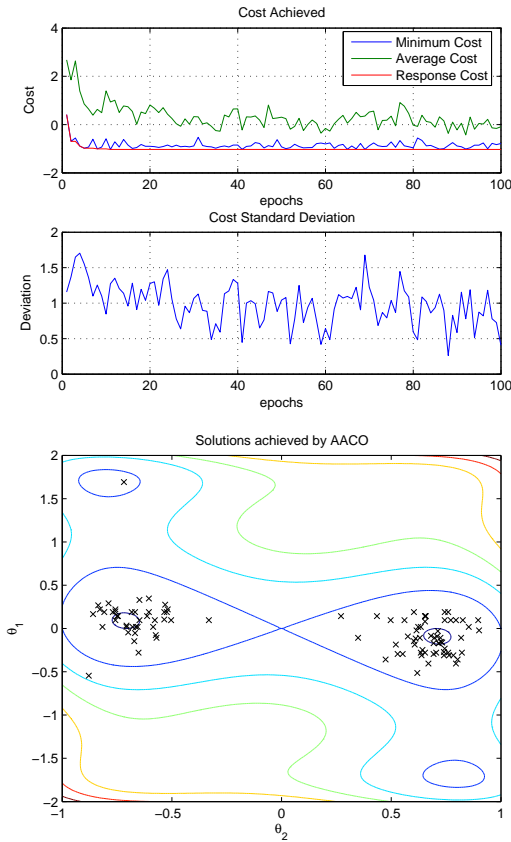 Cost Achieved
4
2
0
−2
0
20
40
60
80
100
Cost
epochs
Minimum Cost
Average Cost
Response Cost
Cost Standard Deviation
2
1.5
1
0.5
0
0
20
40
60
80
100
Deviation
epochs
Solutions achieved by AACO
2
1.5
1
0.5
0
−0.5
−1
−1.5
−2
−1
−0.5
0
0.5
1
θ1
θ2